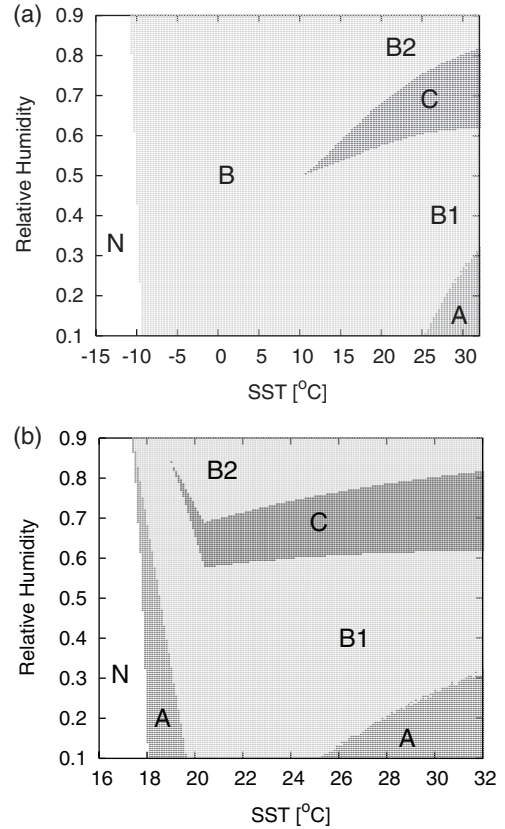 (a)
0.9
0.8
0.7
0.6
0.5
0.4
0.3
0.2
0.1
Relative Humidity
B2
C
B
B1
N
A
-15 -10 -5 0 5 10 15 20 25 30
SST [°C]
(b)
0.9
0.8
0.7
0.6
0.5
0.4
0.3
0.2
0.1
Relative Humidity
B2
C
B1
N
A
A
16 18 20 22 24 26 28 30 32
SST [°C]